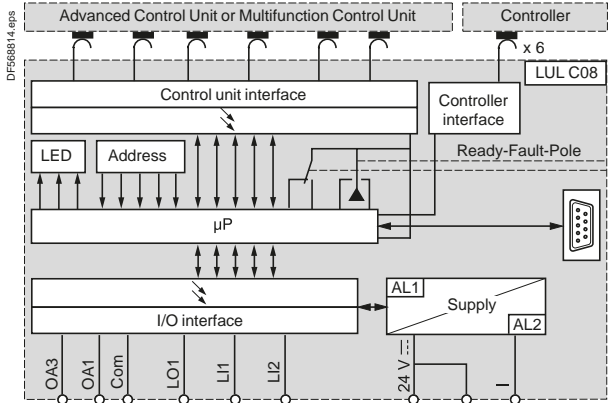 Advanced Control Unit or Multifunction Control Unit
Controller
DF568814.eps
x 6
LUL C08
Control unit interface
Controller
interface
LED
Address
Ready-Fault-Pole
µP
AL1
Supply
AL2
I/O interface
OA3
OA1
Com
LO1
LI1
LI2
24 V
I